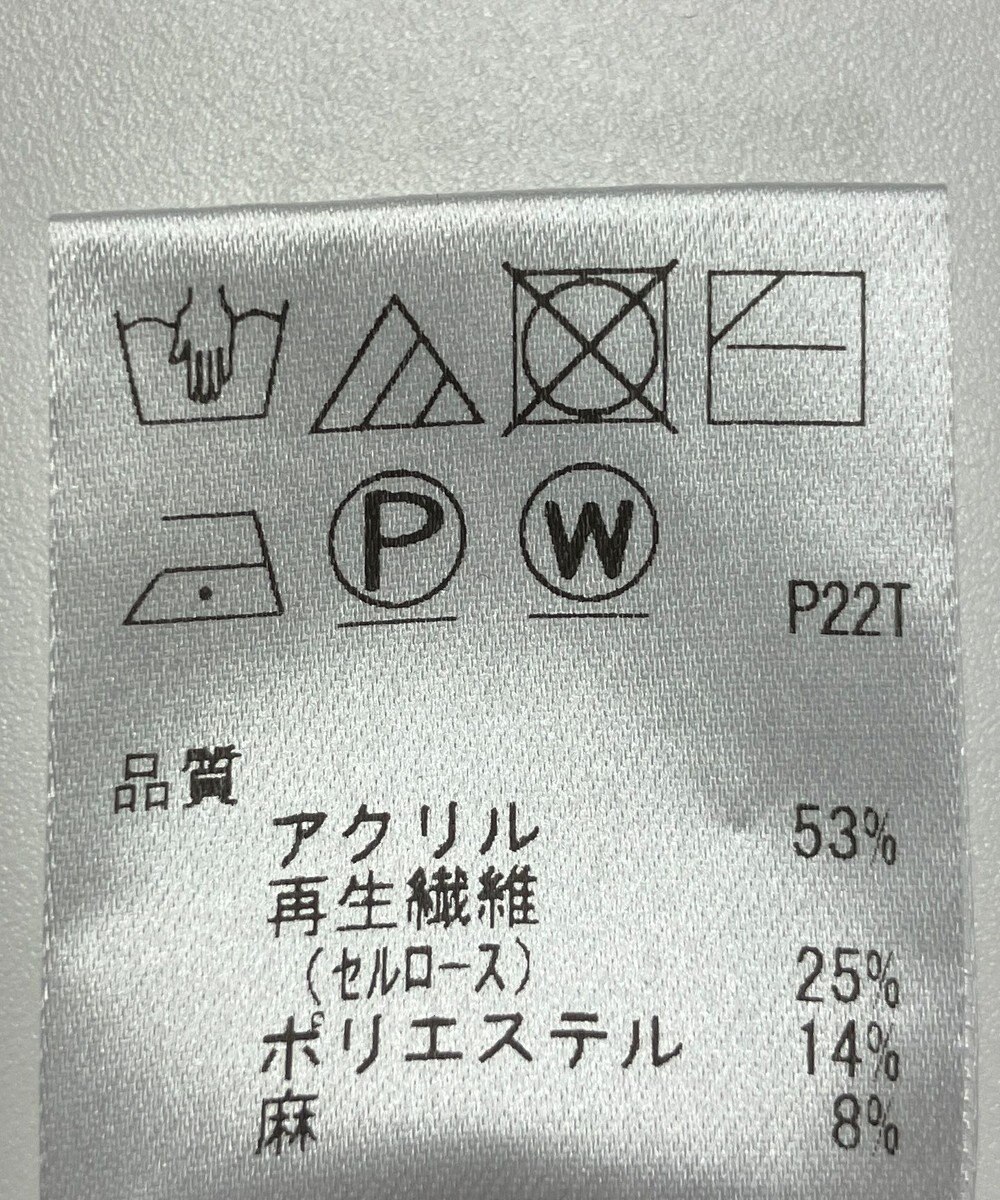 P W
P22T
品質
アクリル 53%
再生繊維
(セルロース) 25%
ポリエステル 14%
麻 8%